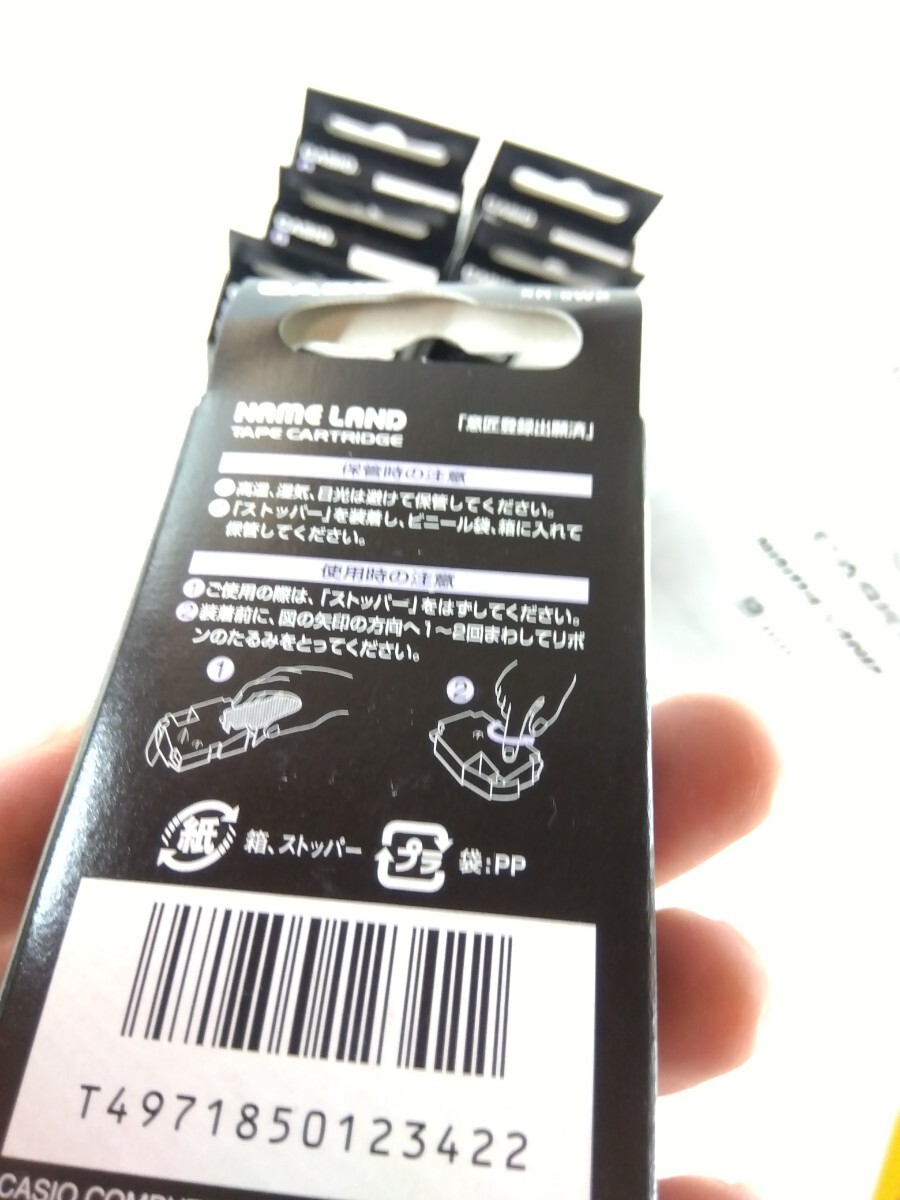 NAME LAND
TAPE CARTRIDGE
「意匠登録出願済」
保管時の注意
高温、湿気、日光は避けて保管してください。
「ストッパー」を装着し、ビニール袋、箱に入れて
保管してください。
使用時の注意
①ご使用の際は、「ストッパー」をはずしてください。
②装着前に、図の矢印の方向へ1〜2回まわしてリボ
ンのたるみをとってください。
① ②
紙 箱、ストッパー プラ 袋:PP
T4971850123422
CASIO